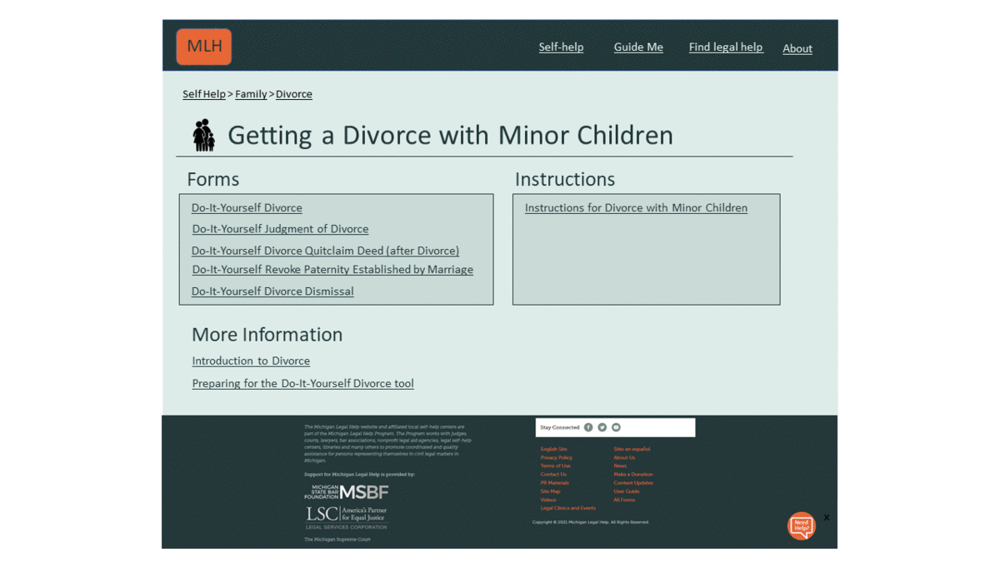 MLH
Self-help
Guide Me
Find legal help
About
Self Help > Family > Divorce
Getting a Divorce with Minor Children
Forms
Do-It-Yourself Divorce
Do-It-Yourself Judgment of Divorce
Do-It-Yourself Divorce Quitclaim Deed (after Divorce)
Do-It-Yourself Revoke Paternity Established by Marriage
Do-It-Yourself Divorce Dismissal
Instructions
Instructions for Divorce with Minor Children
More Information
Introduction to Divorce
Preparing for the Do-It-Yourself Divorce tool
The Michigan Legal Help website and affiliated local self-help centers are
part of the Michigan Legal Help Program. The Program works with judges,
courts, lawyers, bar associations, nonprofit legal aid agencies, legal self-help
centers, libraries and many others to promote coordinated and quality
assistance for persons representing themselves in civil legal matters in
Michigan.
Support for Michigan Legal Help is provided by:
MICHIGAN
STATE BAR
FOUNDATION
MSBF
LSC
America's Partner
for Equal Justice
LEGAL SERVICES CORPORATION
The Michigan Supreme Court
Stay Connected
English Site
Privacy Policy
Terms of Use
Contact Us
PR Materials
Site Map
Videos
Legal Clinics and Events
Sitio en español
About Us
News
Make a Donation
Content Updates
User Guide
All Forms
Copyright © 2021 Michigan Legal Help. All Rights Reserved.
Need
Help?
X